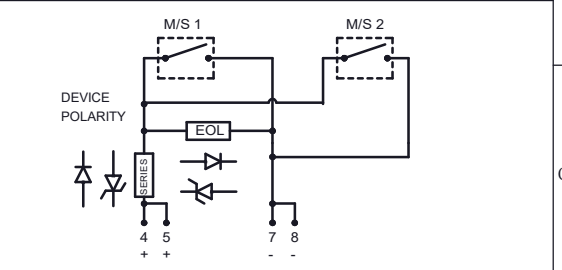 M/S 1
M/S 2
DEVICE
POLARITY
EOL
SERIES
4 5 7 8
+ + - -